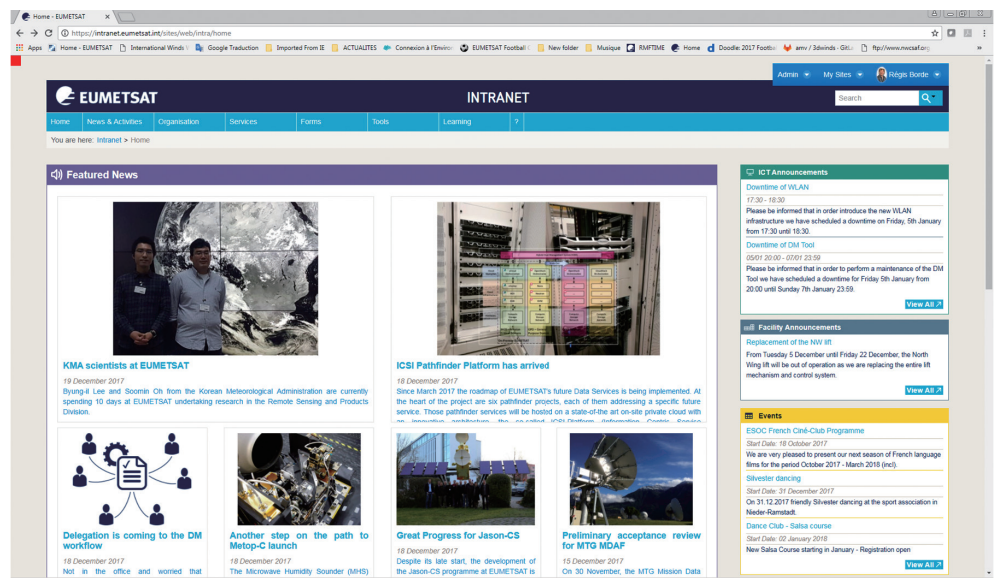 Home - EUMETSAT
https://intranet.eumetsat.int/sites/web/intra/home
Apps Home - EUMETSAT International Winds Google Traduction Imported From IE ACTUALITES Connexion à l'Environ EUMETSAT Football New folder Musique RMFTIME Home Doodle: 2017 Footba amv / 3dwinds - GitLa ftp://www.nwcsaf.org
Admin My Sites Régis Borde
EUMETSAT INTRANET Search
Home News & Activities Organisation Services Forms Tools Learning ?
You are here: Intranet > Home
Featured News
KMA scientists at EUMETSAT
19 December 2017
Byung-il Lee and Soomin Oh from the Korean Meteorological Administration are currently
spending 10 days at EUMETSAT undertaking research in the Remote Sensing and Products
Division.
ICSI Pathfinder Platform has arrived
18 December 2017
Since March 2017 the roadmap of EUMETSAT's future Data Services is being implemented. At
the heart of the project are six pathfinder projects, each of them addressing a specific future
service. Those pathfinder services will be hosted on a state-of-the art on-site private cloud with
an innovative architecture, the so-called ICSI-Platform (Information Centric Service
Delegation is coming to the DM
workflow
18 December 2017
Not in the office and worried that
Another step on the path to
Metop-C launch
18 December 2017
The Microwave Humidity Sounder (MHS)
Great Progress for Jason-CS
18 December 2017
Despite its late start, the development of
the Jason-CS programme at EUMETSAT is
Preliminary acceptance review
for MTG MDAF
15 December 2017
On 30 November, the MTG Mission Data
ICT Announcements
Downtime of WLAN
17:30 - 18:30
Please be informed that in order introduce the new WLAN
infrastructure we have scheduled a downtime on Friday, 5th January
from 17:30 until 18:30.
Downtime of DM Tool
05/01 20:00 - 07/01 23:59
Please be informed that in order to perform a maintenance of the DM
Tool we have scheduled a downtime for Friday 5th January from
20:00 until Sunday 7th January 23:59.
View All
Facility Announcements
Replacement of the NW lift
From Tuesday 5 December until Friday 22 December, the North
Wing lift will be out of operation as we are replacing the entire lift
mechanism and control system.
View All
Events
ESOC French Ciné-Club Programme
Start Date: 18 October 2017
We are very pleased to present our next season of French language
films for the period October 2017 - March 2018 (incl).
Silvester dancing
Start Date: 31 December 2017
On 31.12.2017 friendly Silvester dancing at the sport association in
Nieder-Ramstadt.
Dance Club - Salsa course
Start Date: 02 January 2018
New Salsa Course starting in January - Registration open
View All